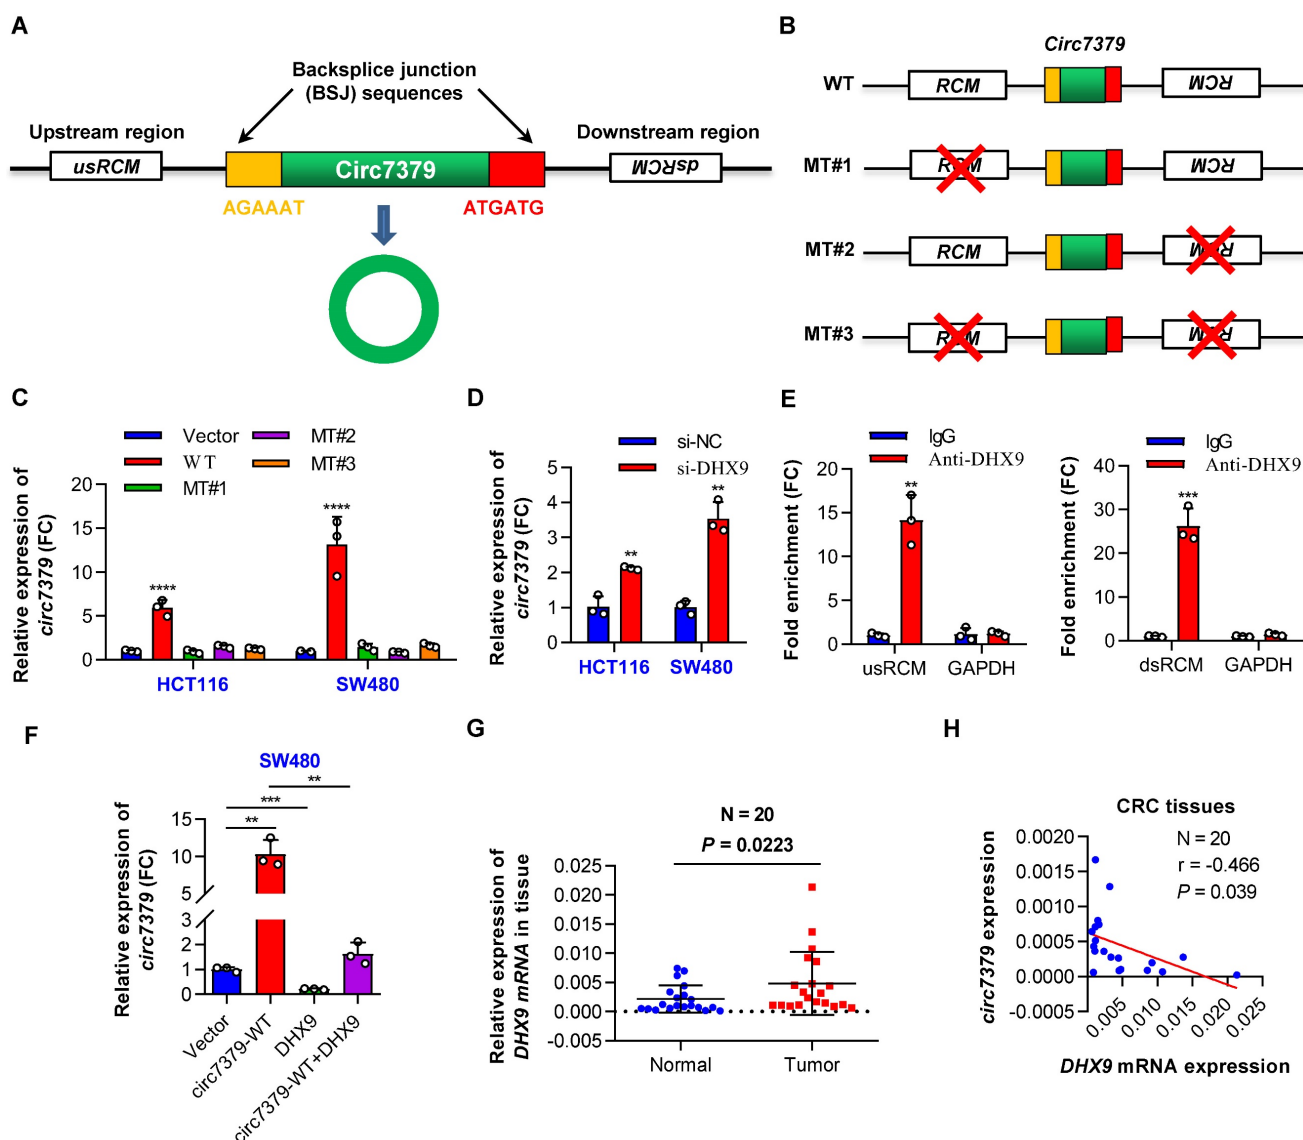 A
Backsplice junction
(BSJ) sequences
Upstream region
Downstream region
usRCM
Circ7379
dsRCM
AGAAAT
ATGATG
B
Circ7379
WT
RCM
RCM
MT#1
RCM
RCM
MT#2
RCM
RCM
MT#3
RCM
RCM
C
Vector
WT
MT#1
MT#2
MT#3
Relative expression of
circ7379 (FC)
20
15
10
5
0
****
****
HCT116
SW480
D
si-NC
si-DHX9
Relative expression of
circ7379 (FC)
5
4
3
2
1
0
**
**
HCT116
SW480
E
IgG
Anti-DHX9
Fold enrichment (FC)
20
15
10
5
0
**
usRCM
GAPDH
IgG
Anti-DHX9
Fold enrichment (FC)
40
30
20
10
0
***
dsRCM
GAPDH
F
SW480
**
***
**
Relative expression of
circ7379 (FC)
15
10
5
3
2
1
0
Vector
circ7379-WT
DHX9
circ7379-WT+DHX9
G
N = 20
P = 0.0223
Relative expression of
DHX9 mRNA in tissue
0.025
0.020
0.015
0.010
0.005
0.000
-0.005
Normal
Tumor
H
CRC tissues
N = 20
r = -0.466
P = 0.039
circ7379 expression
0.0020
0.0015
0.0010
0.0005
0.0000
-0.0005
0.005
0.010
0.015
0.020
0.025
DHX9 mRNA expression